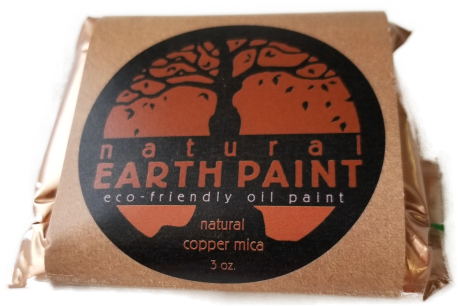 natural
EARTH PAINT
eco-friendly oil paint
natural
copper mica
3 oz.